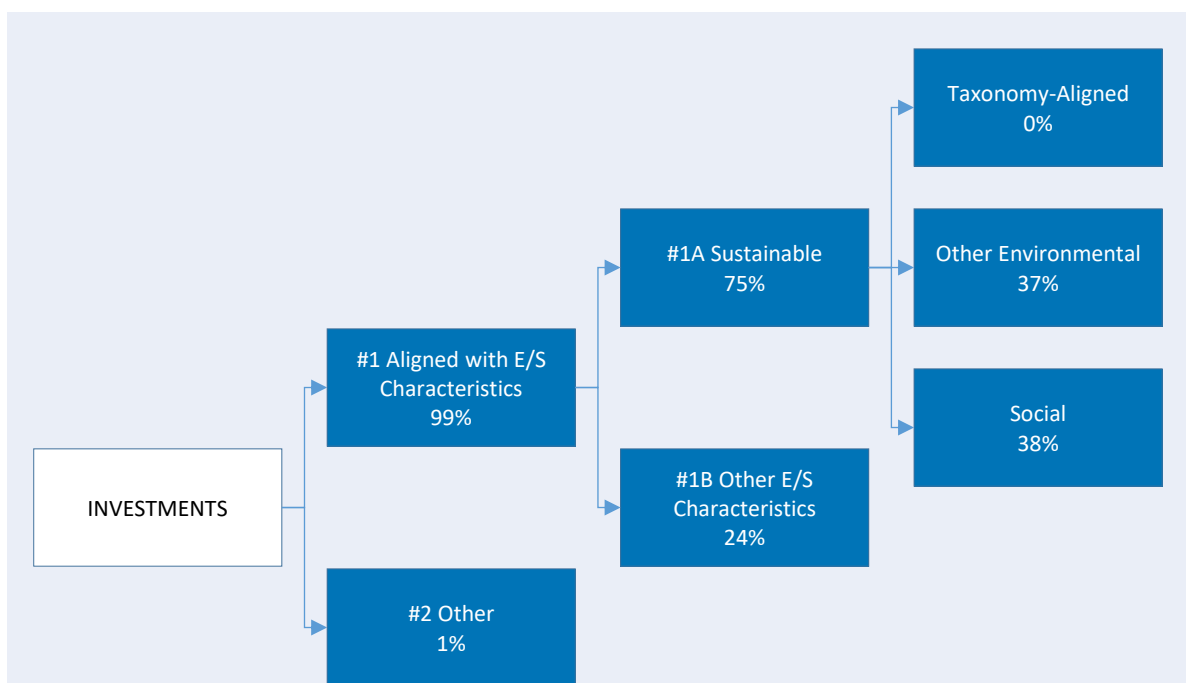 Taxonomy-Aligned
0%
#1A Sustainable
75%
Other Environmental
37%
#1 Aligned with E/S
Characteristics
99%
Social
38%
INVESTMENTS
#1B Other E/S
Characteristics
24%
#2 Other
1%